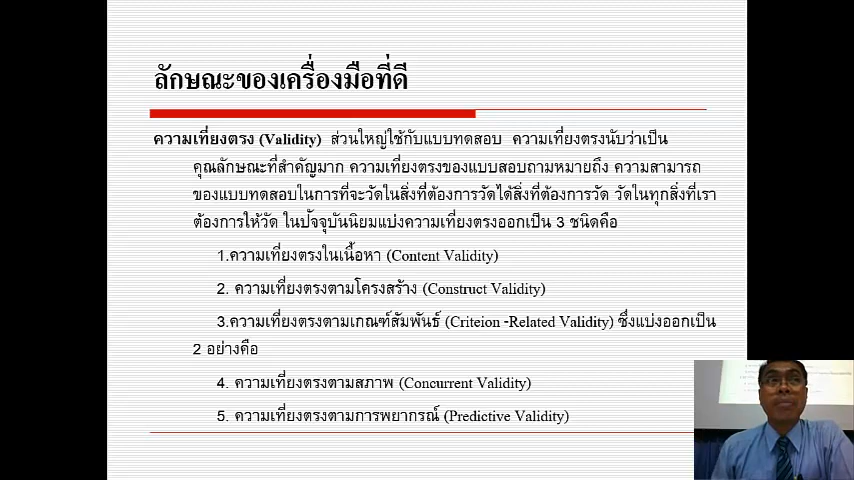 ลักษณะของเครื่องมือที่ดี
ความเที่ยงตรง (Validity) ส่วนใหญ่ใช้กับแบบทดสอบ ความเที่ยงตรงนับว่าเป็น
คุณลักษณะที่สำคัญมาก ความเที่ยงตรงของแบบสอบถามหมายถึง ความสามารถ
ของแบบทดสอบในการที่จะวัดในสิ่งที่ต้องการวัดได้สิ่งที่ต้องการวัด วัดในทุกสิ่งที่เรา
ต้องการให้วัด ในปัจจุบันนิยมแบ่งความเที่ยงตรงออกเป็น 3 ชนิดคือ
1.ความเที่ยงตรงในเนื้อหา (Content Validity)
2. ความเที่ยงตรงตามโครงสร้าง (Construct Validity)
3.ความเที่ยงตรงตามเกณฑ์สัมพันธ์ (Criteion -Related Validity) ซึ่งแบ่งออกเป็น
2 อย่างคือ
4. ความเที่ยงตรงตามสภาพ (Concurrent Validity)
5. ความเที่ยงตรงตามการพยากรณ์ (Predictive Validity)